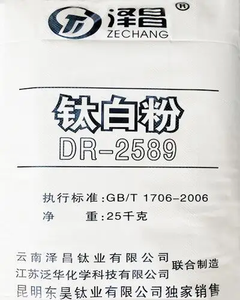 泽昌®
ZECHANG
钛白粉
DR-2589
执行标准:GB/T 1706-2006
净 重:25千克
云南泽昌钛业有限公司
江苏泛华化学科技有限公司 联合制造
昆明东昊钛业有限公司独家销售